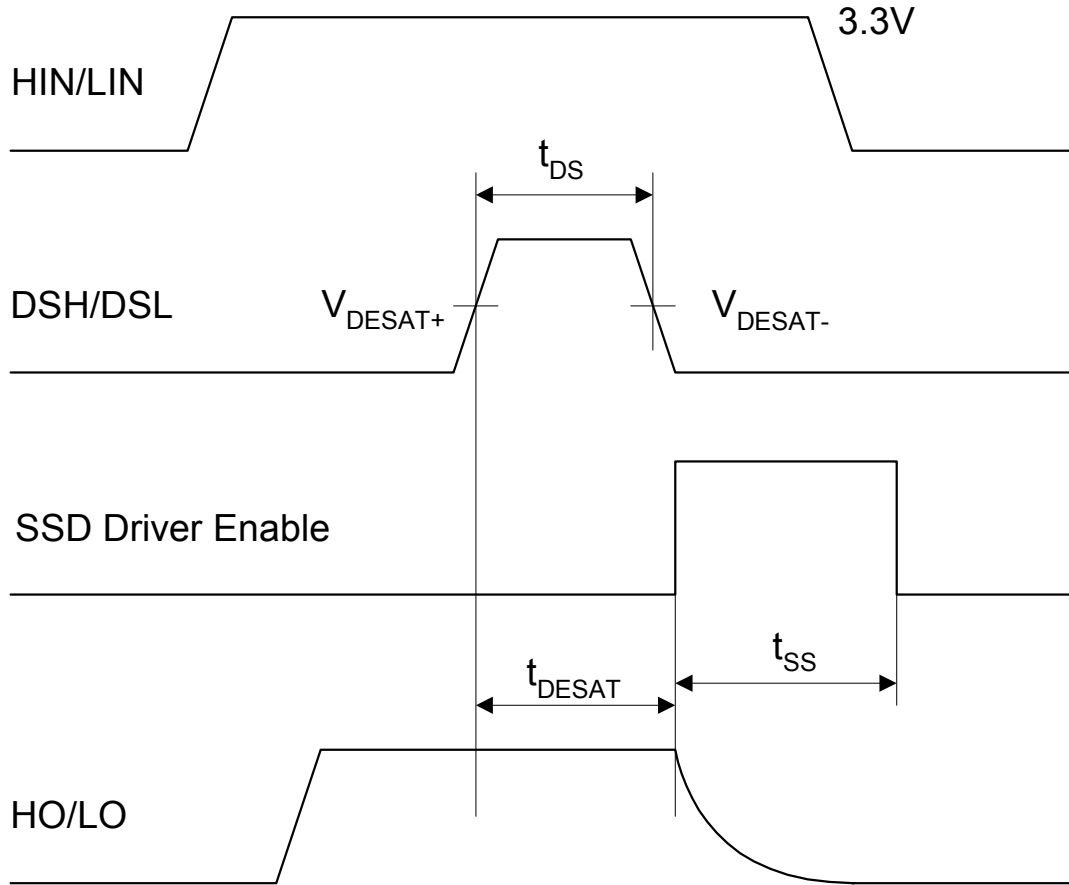 3.3V
HIN/LIN
tDS
DSH/DSL
VDESAT+
VDESAT-
SSD Driver Enable
tDESAT
tSS
HO/LO